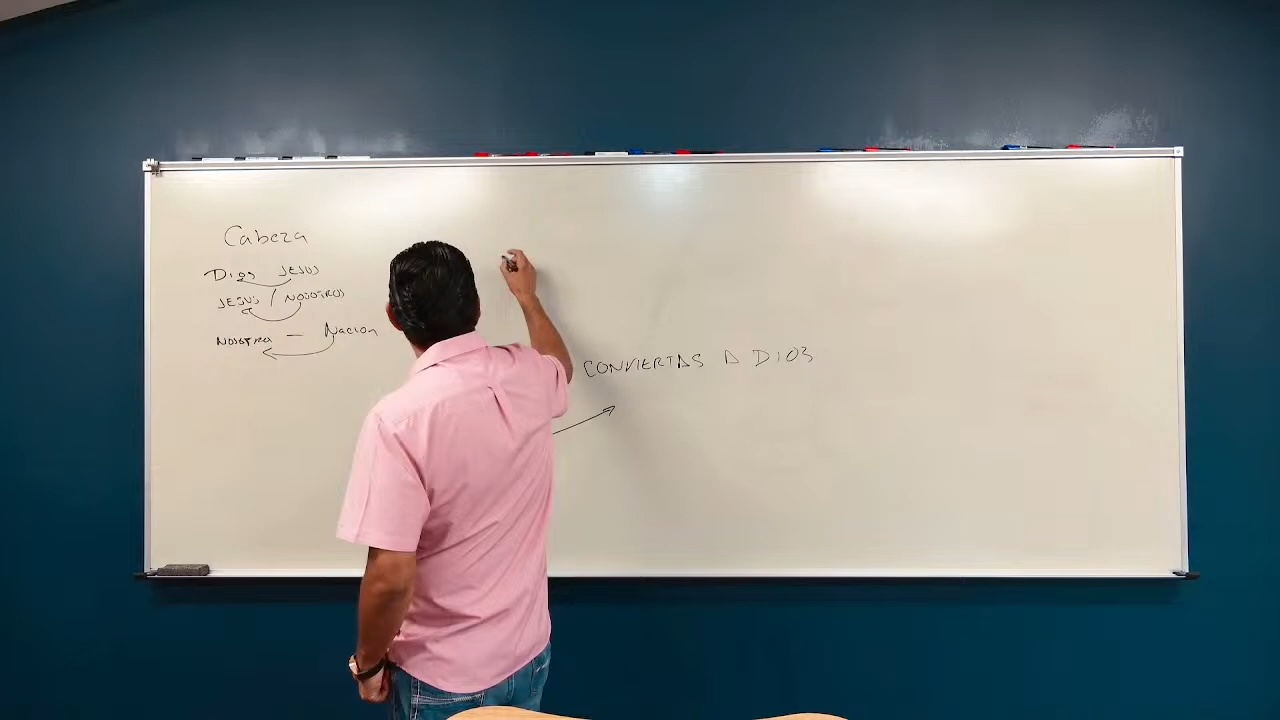 Cabeza
Dios JESUS
JESUS / NOSOTROS
NOSOTROS — Nacion
CONVIERTAS A DIOS